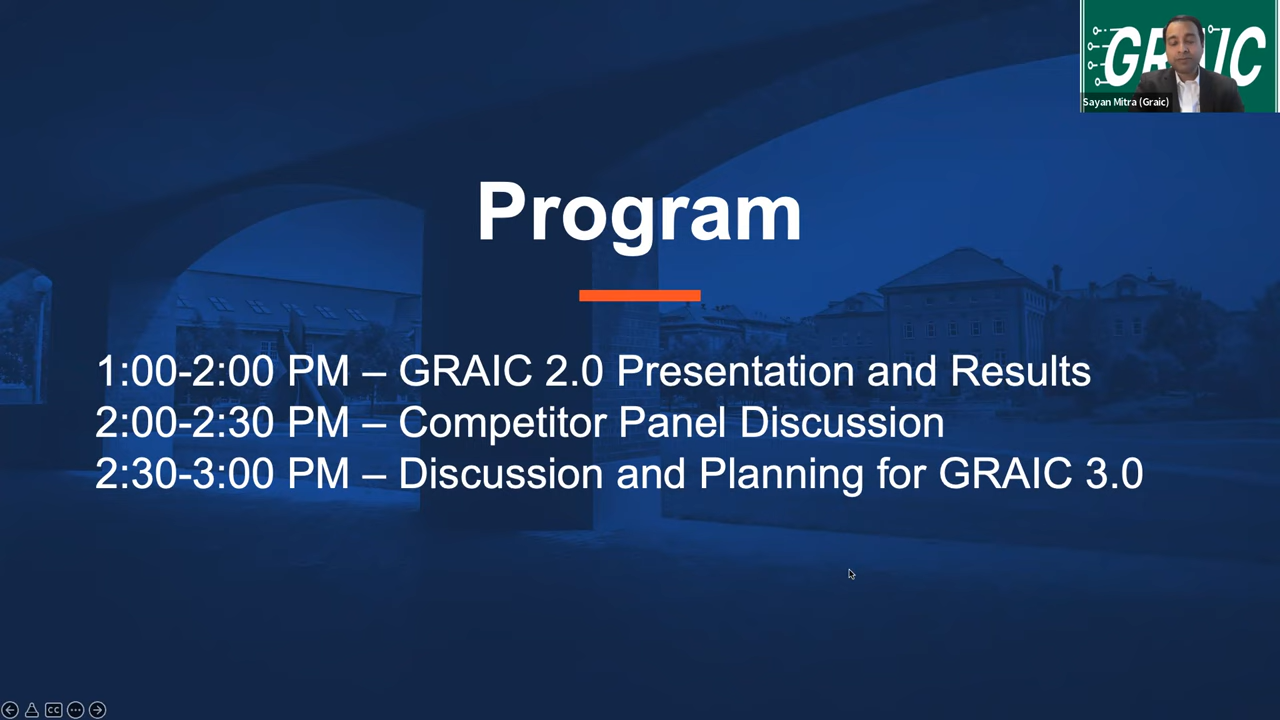 GRAIC
Sayan Mitra (Graic)
Program
1:00-2:00 PM – GRAIC 2.0 Presentation and Results
2:00-2:30 PM – Competitor Panel Discussion
2:30-3:00 PM – Discussion and Planning for GRAIC 3.0
CC